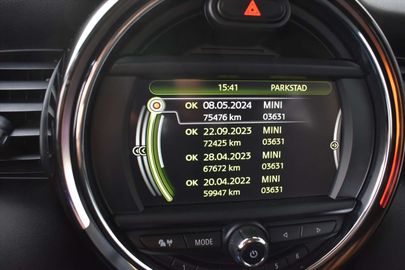 15:41 PARKSTAD
OK 08.05.2024 MINI
75476 km 03631
OK 22.09.2023 MINI
72425 km 03631
OK 28.04.2023 MINI
67672 km 03631
OK 20.04.2022 MINI
59947 km 03631
MODE